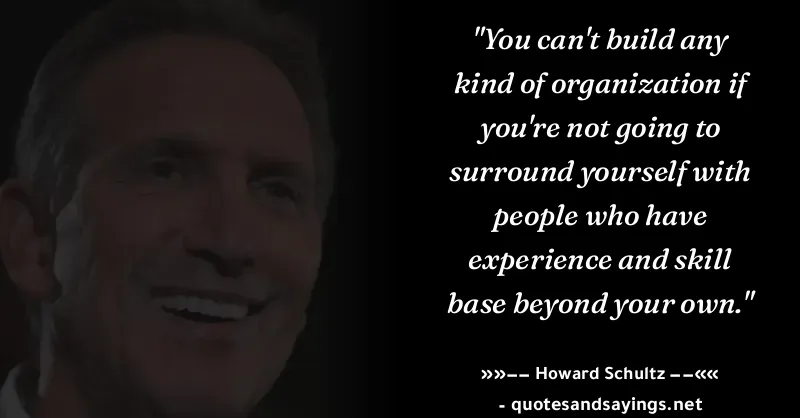 "You can't build any
kind of organization if
you're not going to
surround yourself with
people who have
experience and skill
base beyond your own."
»»−− Howard Schultz −−««
- quotesandsayings.net